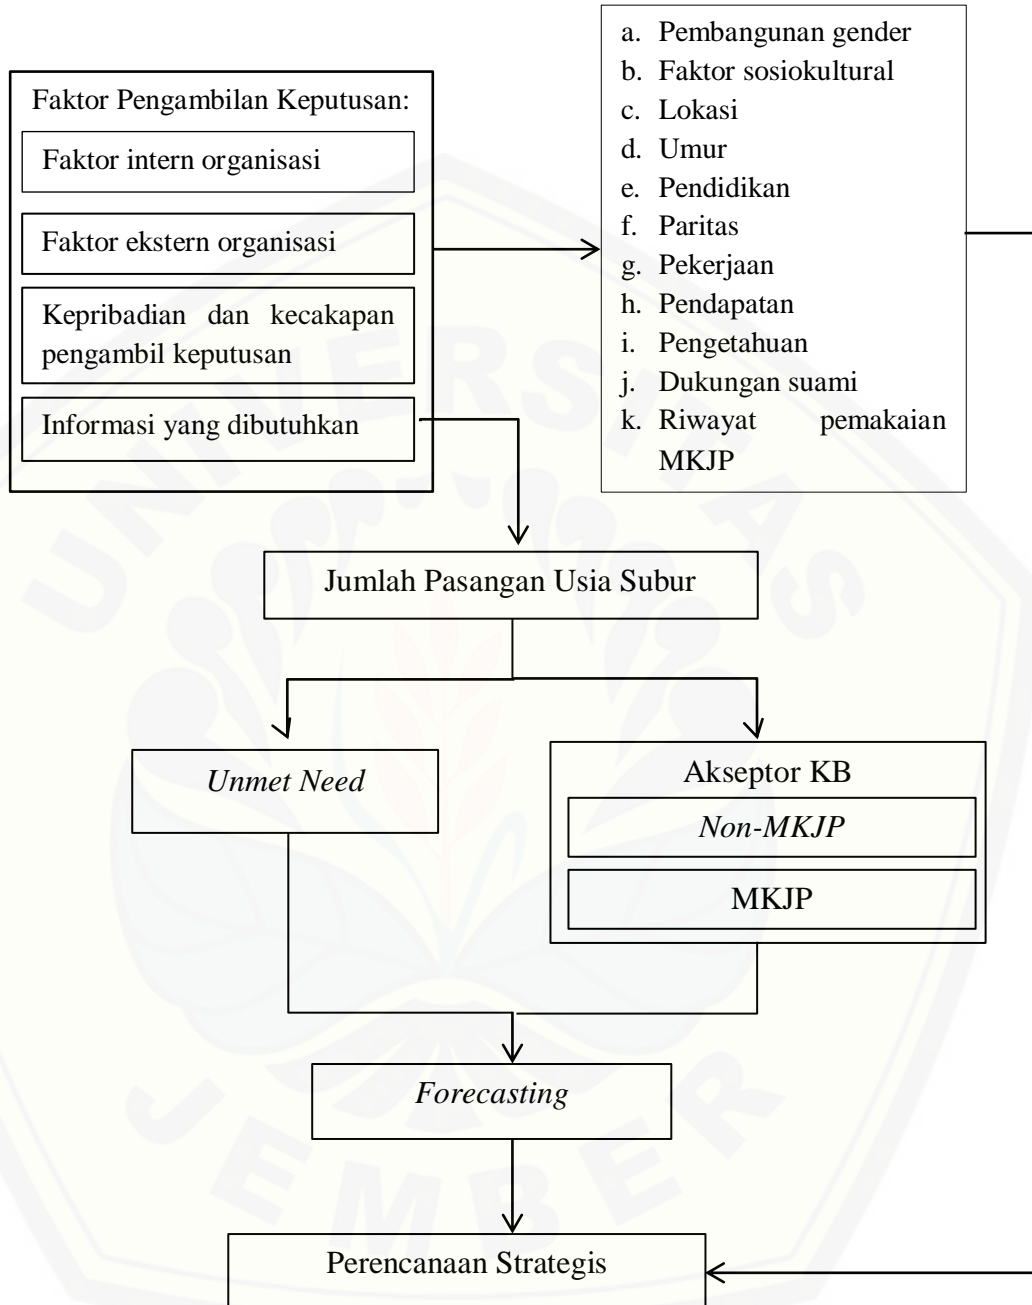 Faktor Pengambilan Keputusan:
Faktor intern organisasi
Faktor ekstern organisasi
Kepribadian dan kecakapan
pengambil keputusan
Informasi yang dibutuhkan
a. Pembangunan gender
b. Faktor sosiokultural
c. Lokasi
d. Umur
e. Pendidikan
f. Paritas
g. Pekerjaan
h. Pendapatan
i. Pengetahuan
j. Dukungan suami
k. Riwayat pemakaian
MKJP
Jumlah Pasangan Usia Subur
Unmet Need
Akseptor KB
Non-MKJP
MKJP
Forecasting
Perencanaan Strategis
UNIVERSITAS
JEMBER